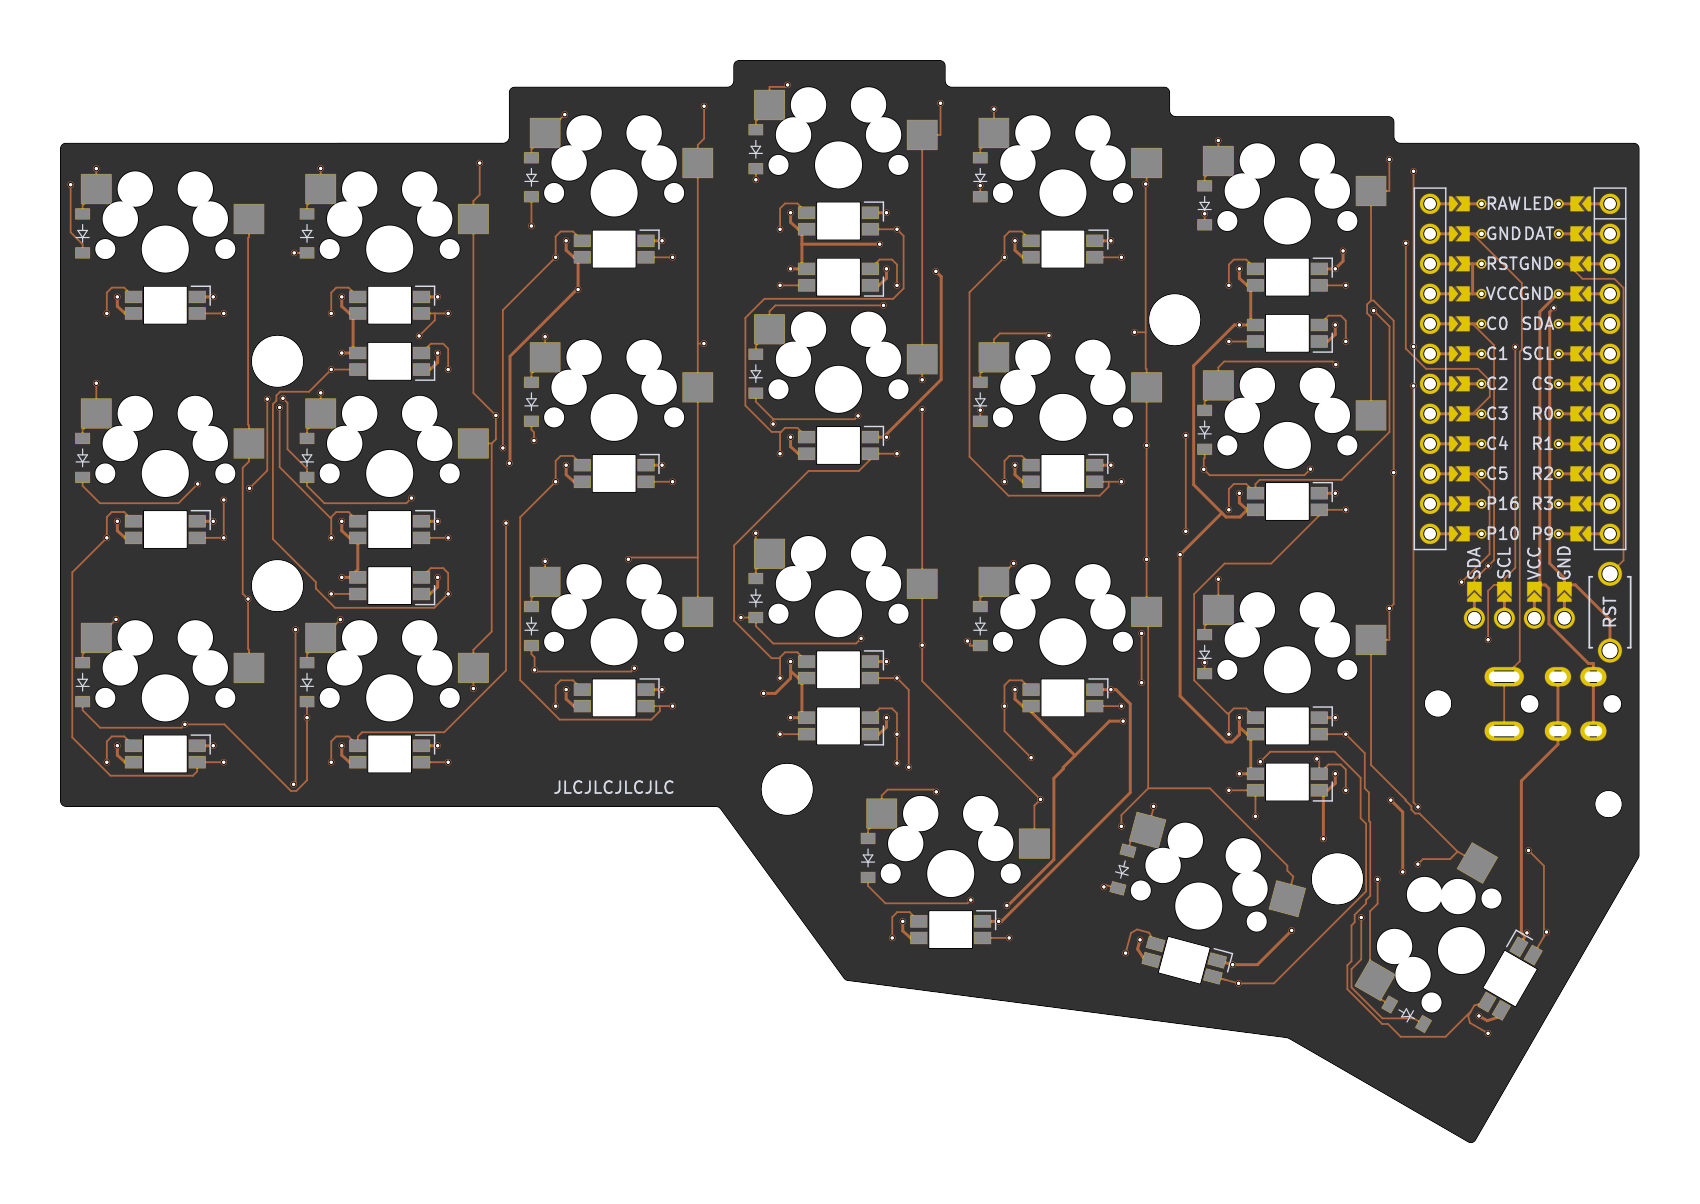 RAW LED
GND DAT
RST GND
VCC GND
C0 SDA
C1 SCL
C2 CS
C3 R0
C4 R1
C5 R2
P16 R3
P10 P9
SDA
SCL
VCC
GND
RST
JLCJLCJLCJLC